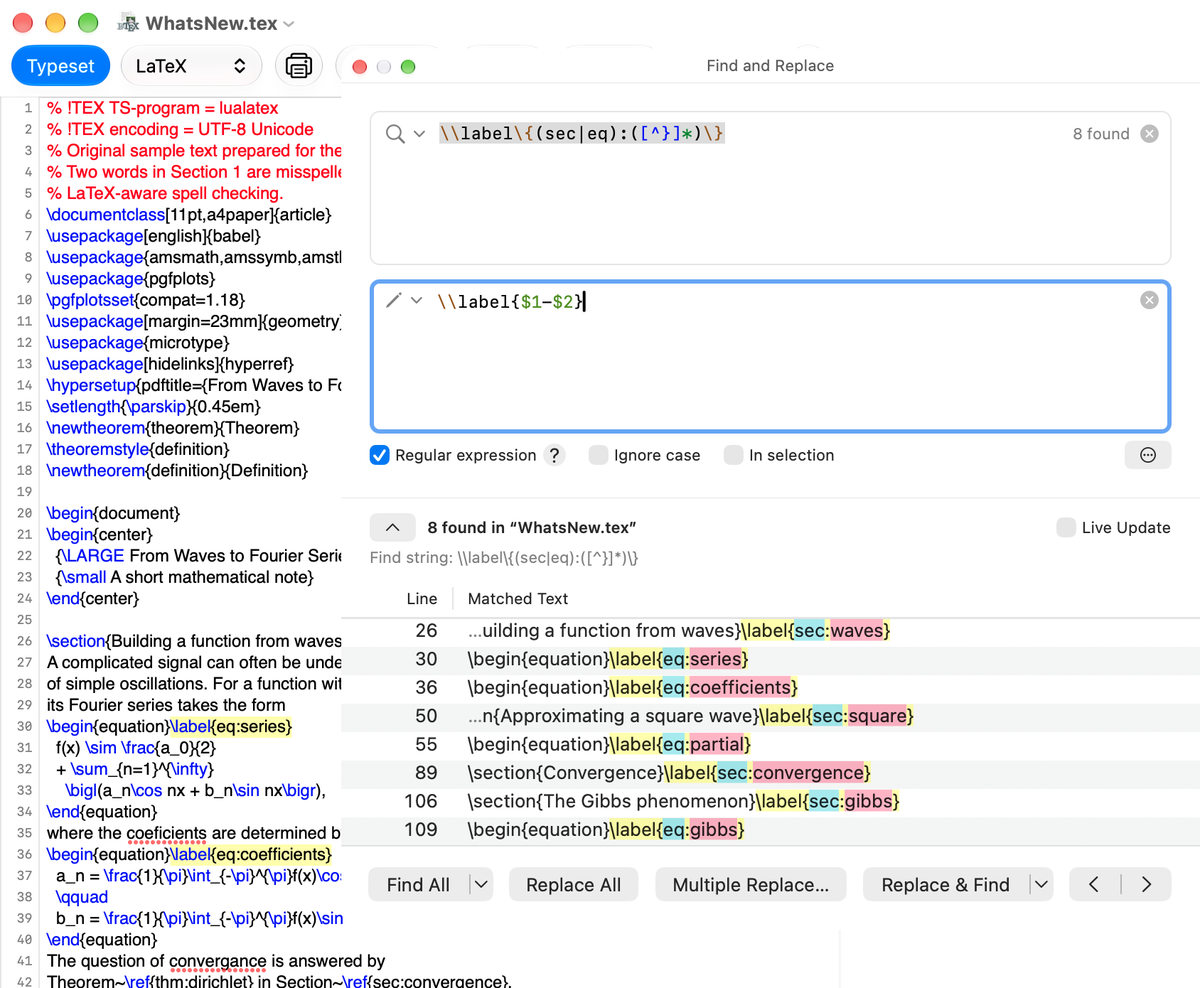 WhatsNew.tex
Typeset
LaTeX
Find and Replace
\\label\{(sec|eq):([^}]*)\}
8 found
\\label{$1-$2}
Regular expression
?
Ignore case
In selection
8 found in “WhatsNew.tex”
Live Update
Find string: \\label\{(sec|eq):([^}]*)\}
Line Matched Text
26 ...uilding a function from waves}\label{sec:waves}
30 \begin{equation}\label{eq:series}
36 \begin{equation}\label{eq:coefficients}
50 ...n{Approximating a square wave}\label{sec:square}
55 \begin{equation}\label{eq:partial}
89 \section{Convergence}\label{sec:convergence}
106 \section{The Gibbs phenomenon}\label{sec:gibbs}
109 \begin{equation}\label{eq:gibbs}
Find All
Replace All
Multiple Replace...
Replace & Find
1 % !TEX TS-program = lualatex
2 % !TEX encoding = UTF-8 Unicode
3 % Original sample text prepared for the
4 % Two words in Section 1 are misspelle
5 % LaTeX-aware spell checking.
6 \documentclass[11pt,a4paper]{article}
7 \usepackage[english]{babel}
8 \usepackage{amsmath,amssymb,amst
9 \usepackage{pgfplots}
10 \pgfplotsset{compat=1.18}
11 \usepackage[margin=23mm]{geometry}
12 \usepackage{microtype}
13 \usepackage[hidelinks]{hyperref}
14 \hypersetup{pdftitle={From Waves to Fo
15 \setlength{\parskip}{0.45em}
16 \newtheorem{theorem}{Theorem}
17 \theoremstyle{definition}
18 \newtheorem{definition}{Definition}
19
20 \begin{document}
21 \begin{center}
22 {\LARGE From Waves to Fourier Serie
23 {\small A short mathematical note}
24 \end{center}
25
26 \section{Building a function from waves
27 A complicated signal can often be unde
28 of simple oscillations. For a function wit
29 its Fourier series takes the form
30 \begin{equation}\label{eq:series}
31 f(x) \sim \frac{a_0}{2}
32 + \sum_{n=1}^{\infty}
33 \bigl(a_n\cos nx + b_n\sin nx\bigr),
34 \end{equation}
35 where the coeficients are determined b
36 \begin{equation}\label{eq:coefficients}
37 a_n = \frac{1}{\pi}\int_{-\pi}^{\pi}f(x)\cos
38 \qquad
39 b_n = \frac{1}{\pi}\int_{-\pi}^{\pi}f(x)\sin
40 \end{equation}
41 The question of convergance is answered by
42 Theorem~\ref{thm:dirichlet} in Section~\ref{sec:convergence}.